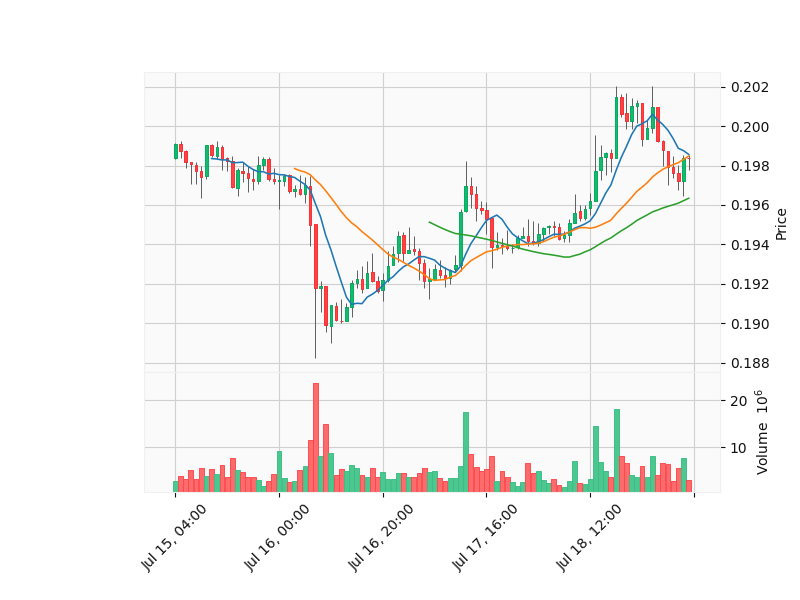 0.202
0.200
0.198
0.196
0.194
0.192
0.190
0.188
Price
20
10
Volume 10^6
Jul 15, 04:00
Jul 16, 00:00
Jul 16, 20:00
Jul 17, 16:00
Jul 18, 12:00